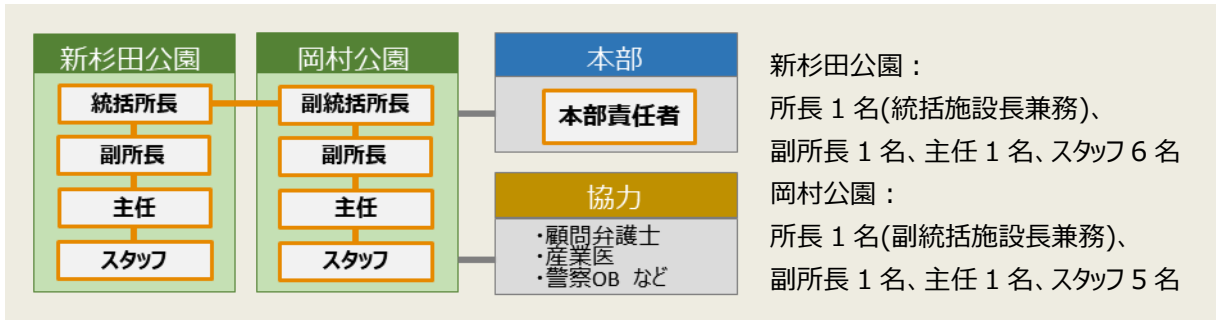 新杉田公園
統括所長
副所長
主任
スタッフ
岡村公園
副統括所長
副所長
主任
スタッフ
本部
本部責任者
協力
・顧問弁護士
・産業医
・警察OB など
新杉田公園：
所長 1 名(統括施設長兼務)、
副所長 1 名、主任 1 名、スタッフ 6 名
岡村公園：
所長 1 名(副統括施設長兼務)、
副所長 1 名、主任 1 名、スタッフ 5 名